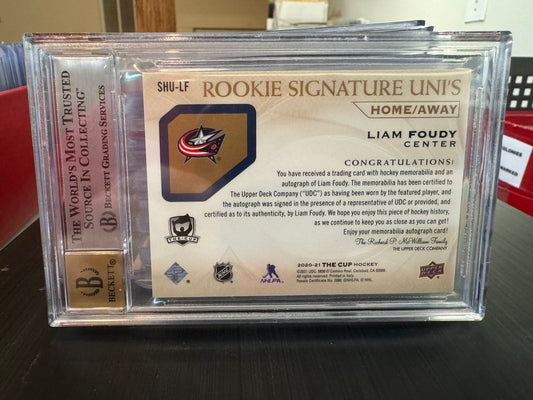 SHU-LF
ROOKIE SIGNATURE UNI'S
HOME/AWAY
LIAM FOUDY
CENTER
CONGRATULATIONS!
You have received a trading card with hockey memorabilia and an
autograph of Liam Foudy. The memorabilia has been certified to
The Upper Deck Company ("UDC") as having been worn by the featured player, and
the autograph was signed in the presence of a representative of UDC or provided, and
certified as to its authenticity, by Liam Foudy. We hope you enjoy this piece of hockey history,
as we continue to keep you as close as you can get!
Enjoy your memorabilia autograph card!
The Richard P. McWilliam Family
THE UPPER DECK COMPANY
THE CUP
2020-21 THE CUP HOCKEY
NHL
NHLPA
UPPER DECK
THE WORLD'S MOST TRUSTED
SOURCE IN COLLECTING™
BECKETT GRADING SERVICES
B
BECKETT
MARKED